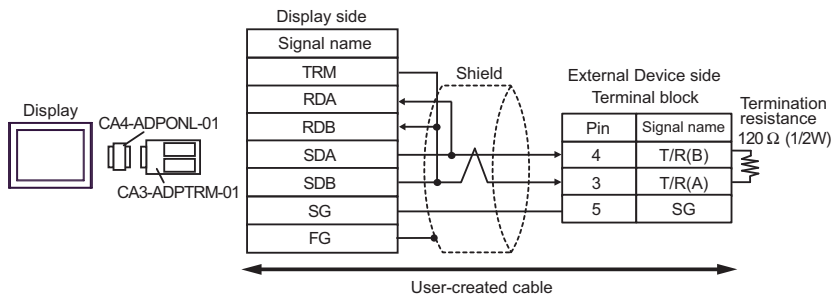 Display side
Signal name
TRM
RDA
RDB
SDA
SDB
SG
FG
Shield
Display
CA4-ADPONL-01
CA3-ADPTRM-01
External Device side
Terminal block
Pin Signal name
4 T/R(B)
3 T/R(A)
5 SG
Termination
resistance
120 Ω (1/2W)
User-created cable